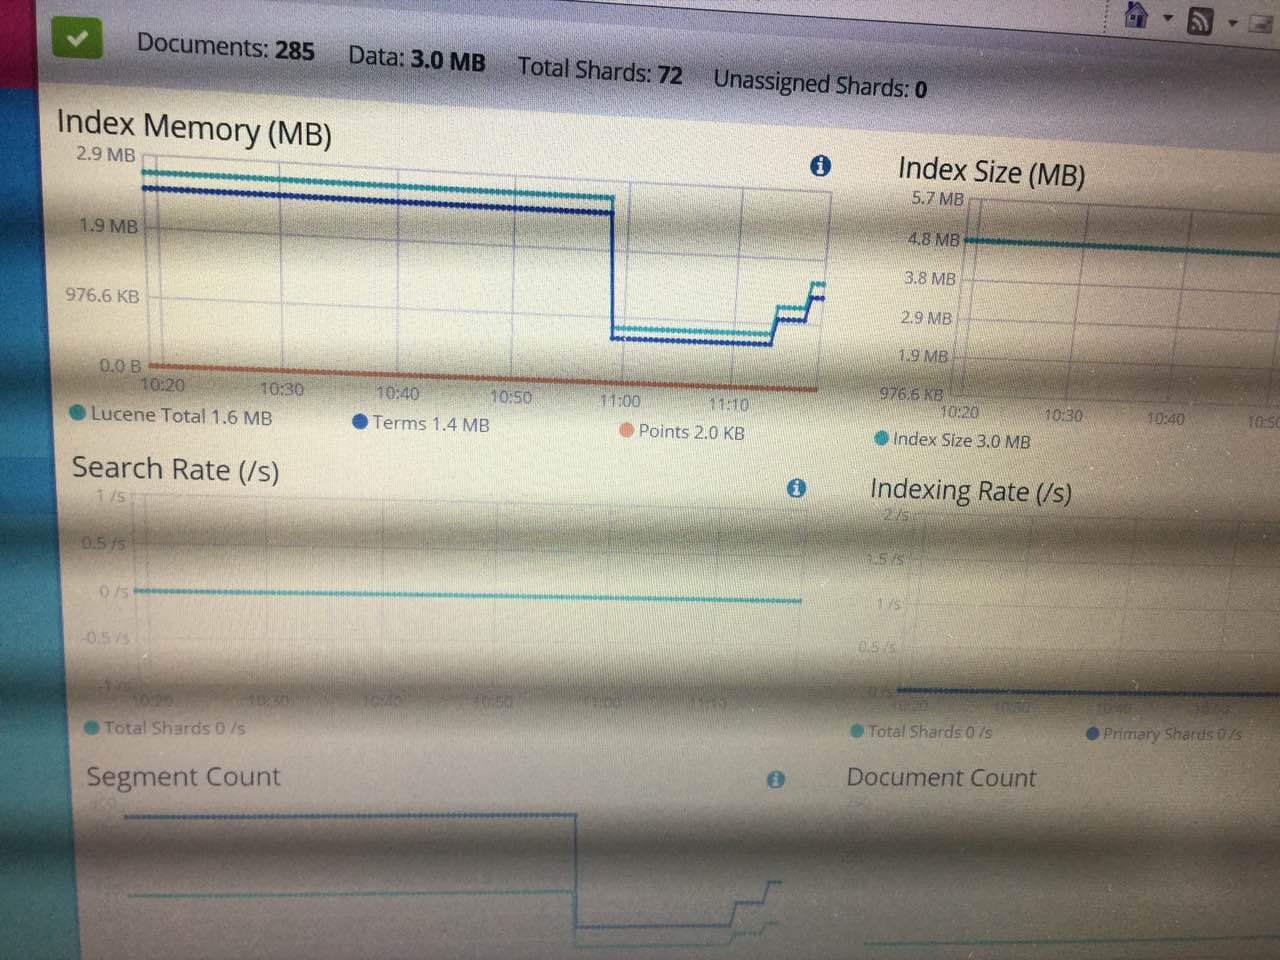 Documents: 285 Data: 3.0 MB Total Shards: 72 Unassigned Shards: 0
Index Memory (MB)
2.9 MB
1.9 MB
976.6 KB
0.0 B
10:20 10:30 10:40 10:50 11:00 11:10
Lucene Total 1.6 MB Terms 1.4 MB Points 2.0 KB
Index Size (MB)
5.7 MB
4.8 MB
3.8 MB
2.9 MB
1.9 MB
976.6 KB
10:20 10:30 10:40
Index Size 3.0 MB
Search Rate (/s)
1 /s
0.5 /s
0 /s
-0.5 /s
-1 /s
10:20 10:30 10:40 10:50 11:00 11:10
Total Shards 0 /s
Indexing Rate (/s)
2 /s
1.5 /s
1 /s
0.5 /s
0 /s
10:20 10:30 10:40 10:50
Total Shards 0 /s Primary Shards 0 /s
Segment Count
Document Count